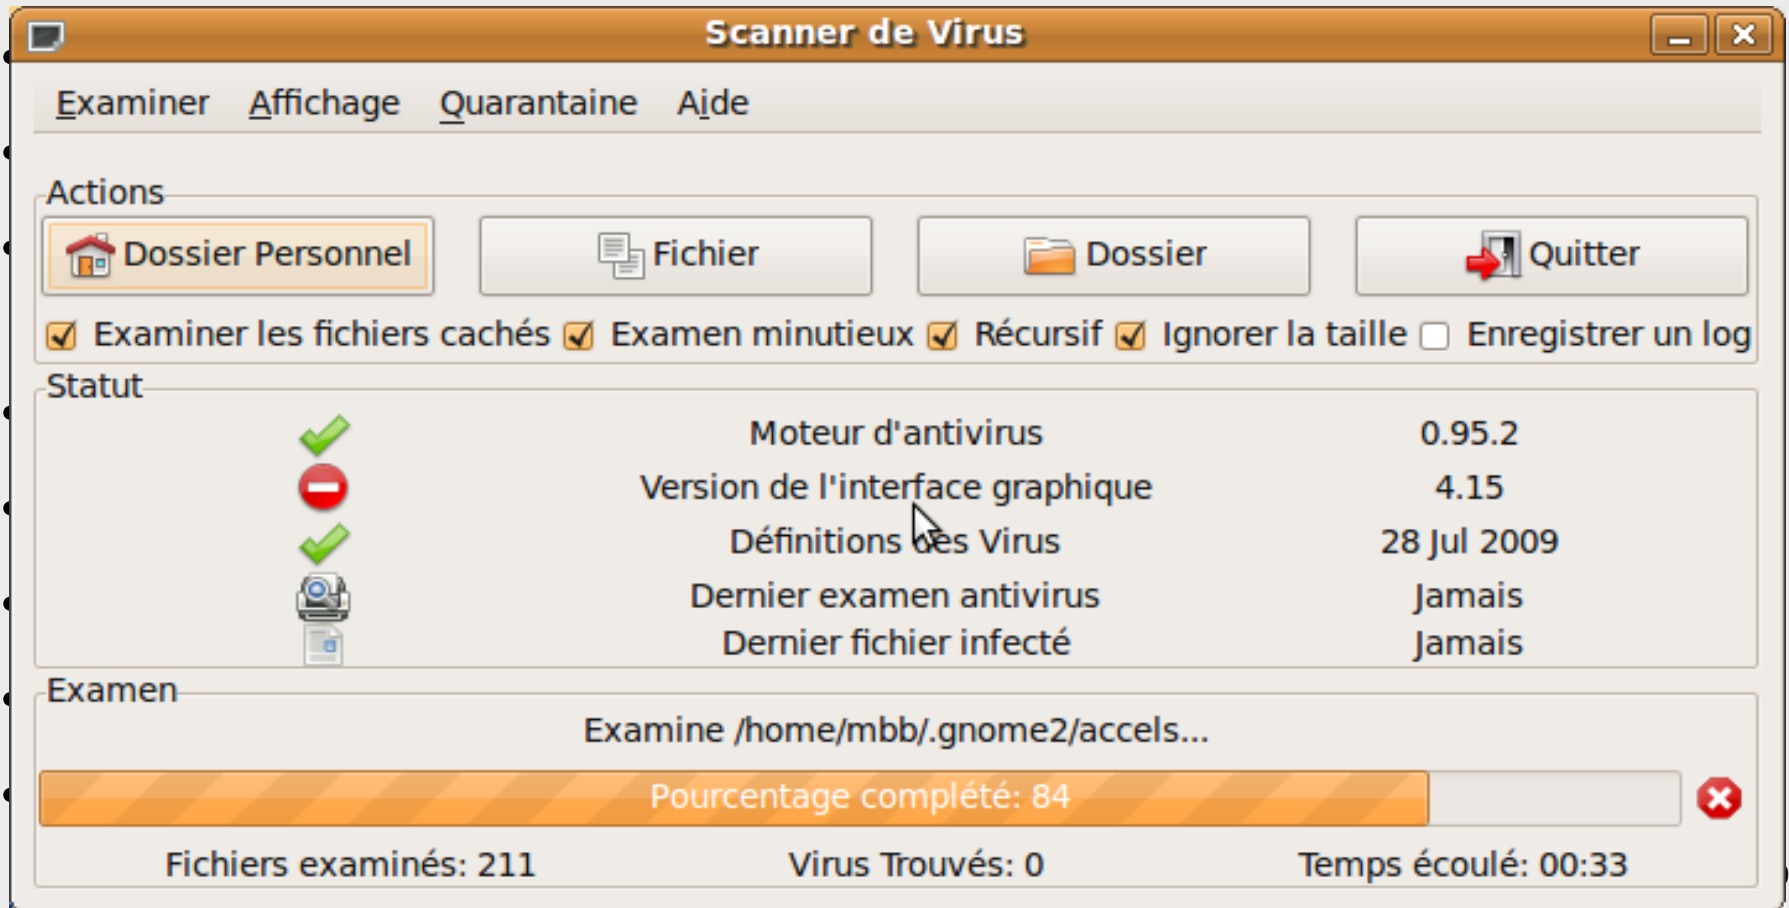 Scanner de Virus
Examiner Affichage Quarantaine Aide
Actions
Dossier Personnel Fichier Dossier Quitter
Examiner les fichiers cachés Examen minutieux Récursif Ignorer la taille Enregistrer un log
Statut
Moteur d'antivirus 0.95.2
Version de l'interface graphique 4.15
Définitions des Virus 28 Jul 2009
Dernier examen antivirus Jamais
Dernier fichier infecté Jamais
Examen
Examine /home/mbb/.gnome2/accels...
Pourcentage complété: 84
Fichiers examinés: 211 Virus Trouvés: 0 Temps écoulé: 00:33